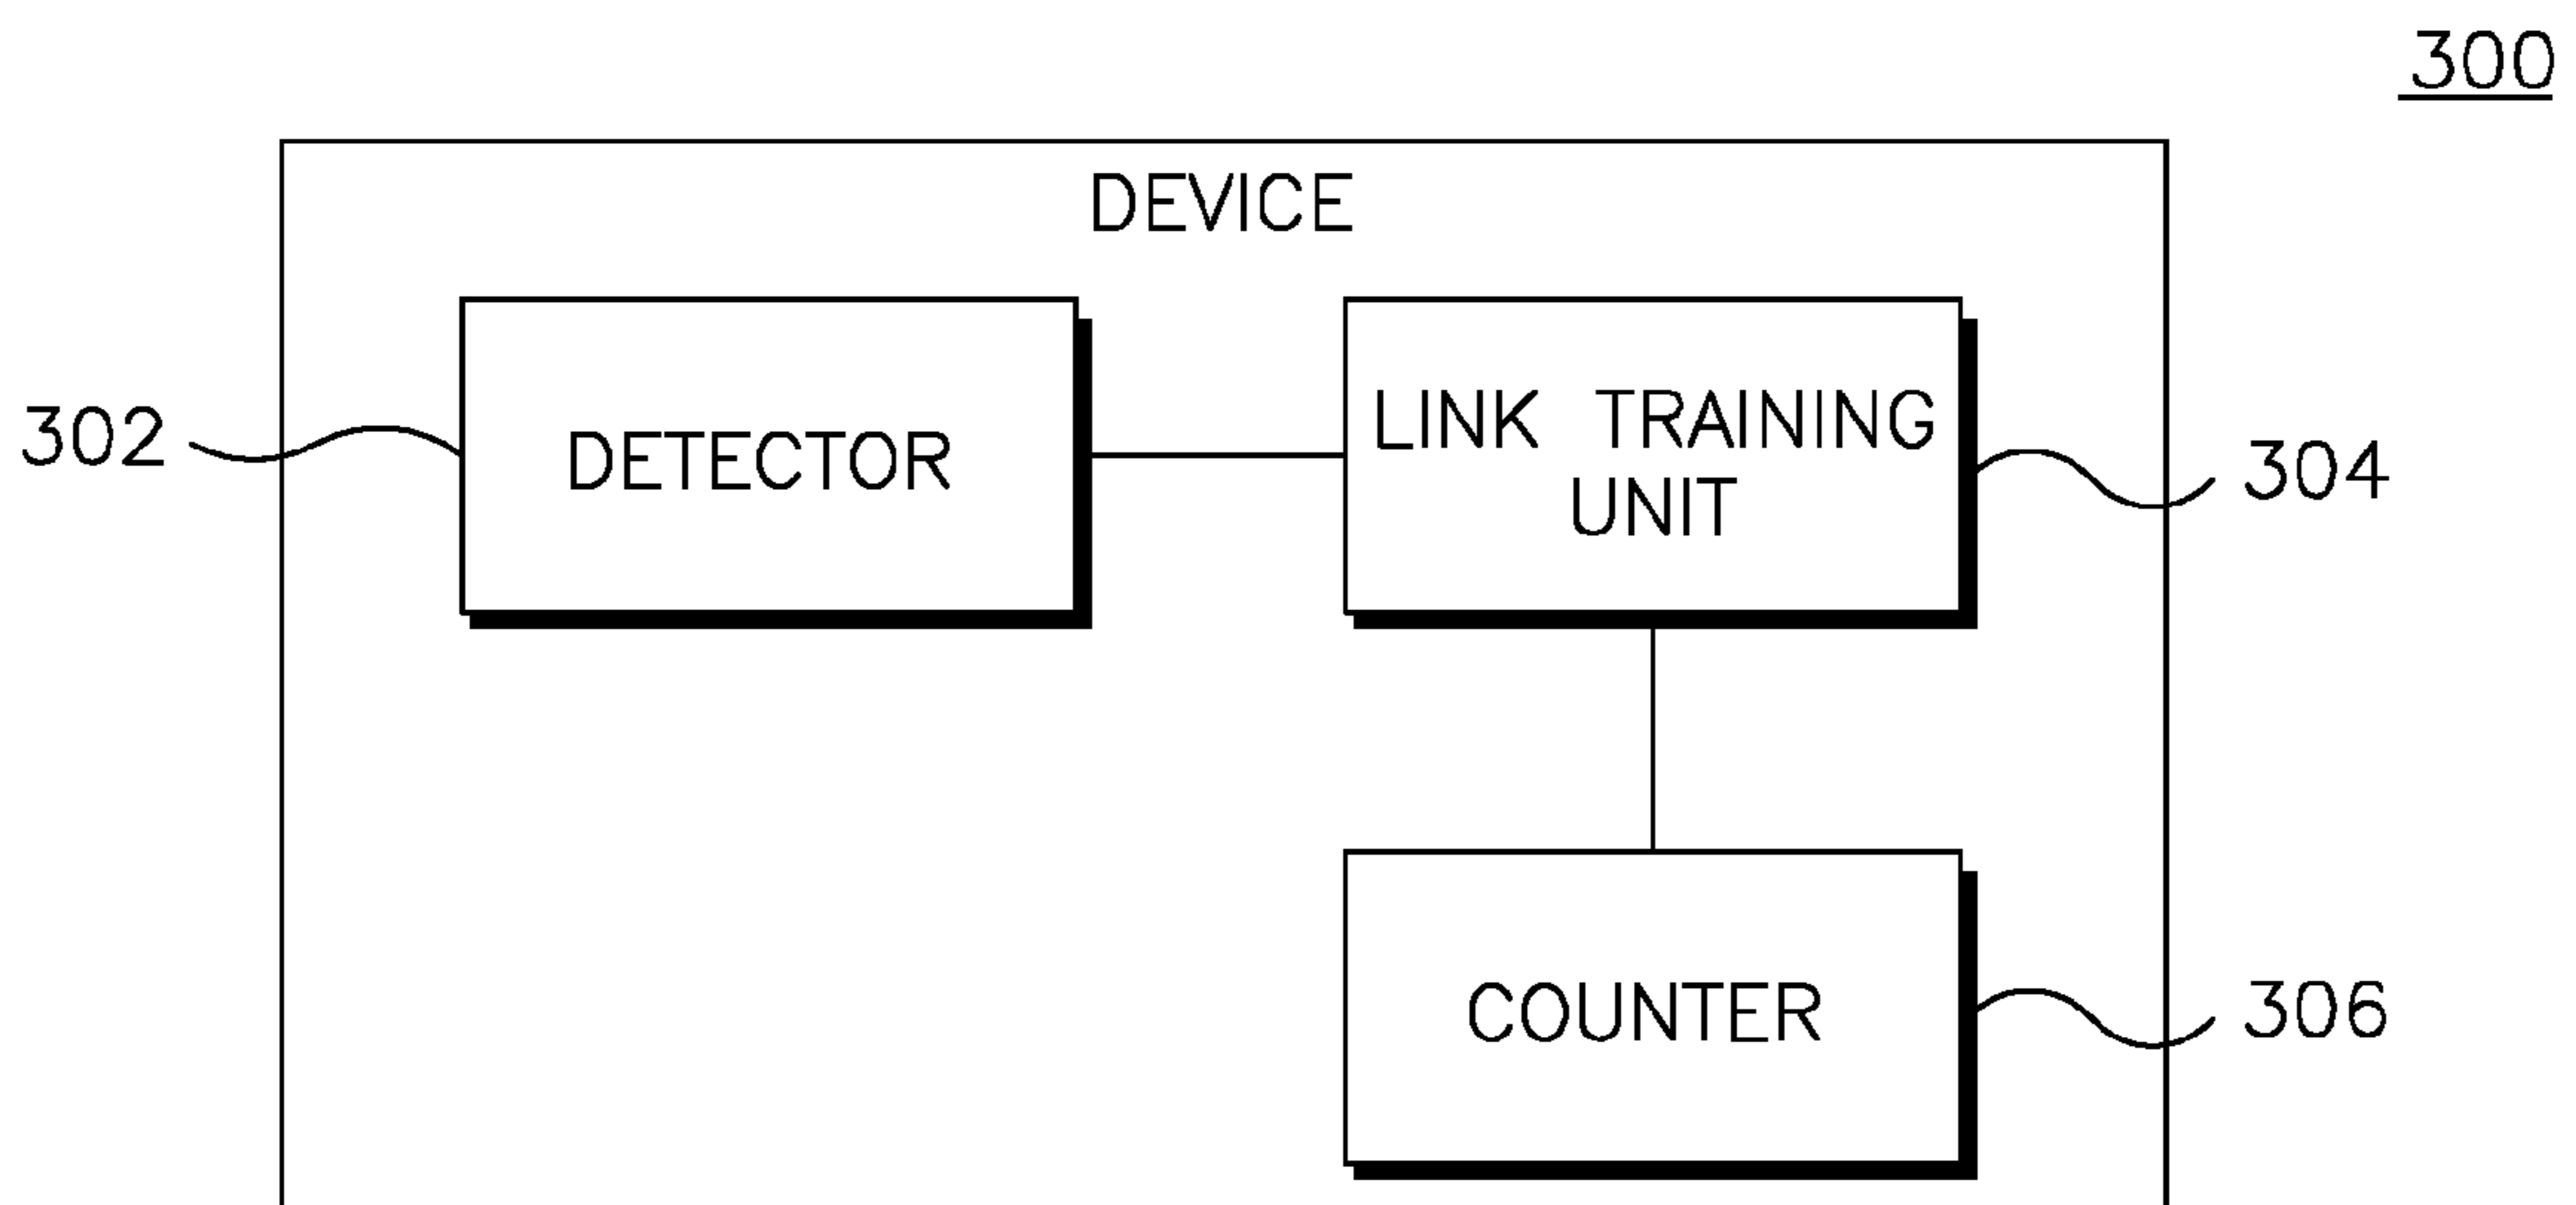 300
DEVICE
302
DETECTOR
LINK TRAINING
UNIT
304
COUNTER
306